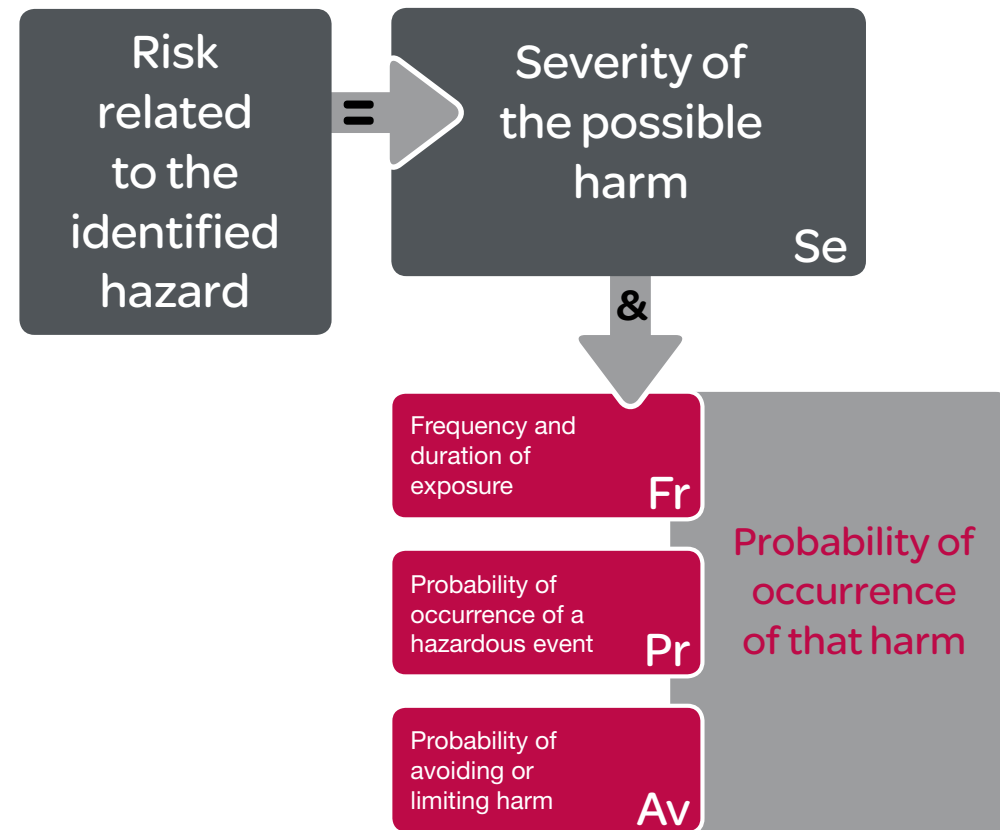 Risk
related
to the
identified
hazard
=
Severity of
the possible
harm
Se
&
Frequency and
duration of
exposure
Fr
Probability of
occurrence of a
hazardous event
Pr
Probability of
avoiding or
limiting harm
Av
Probability of
occurrence
of that harm